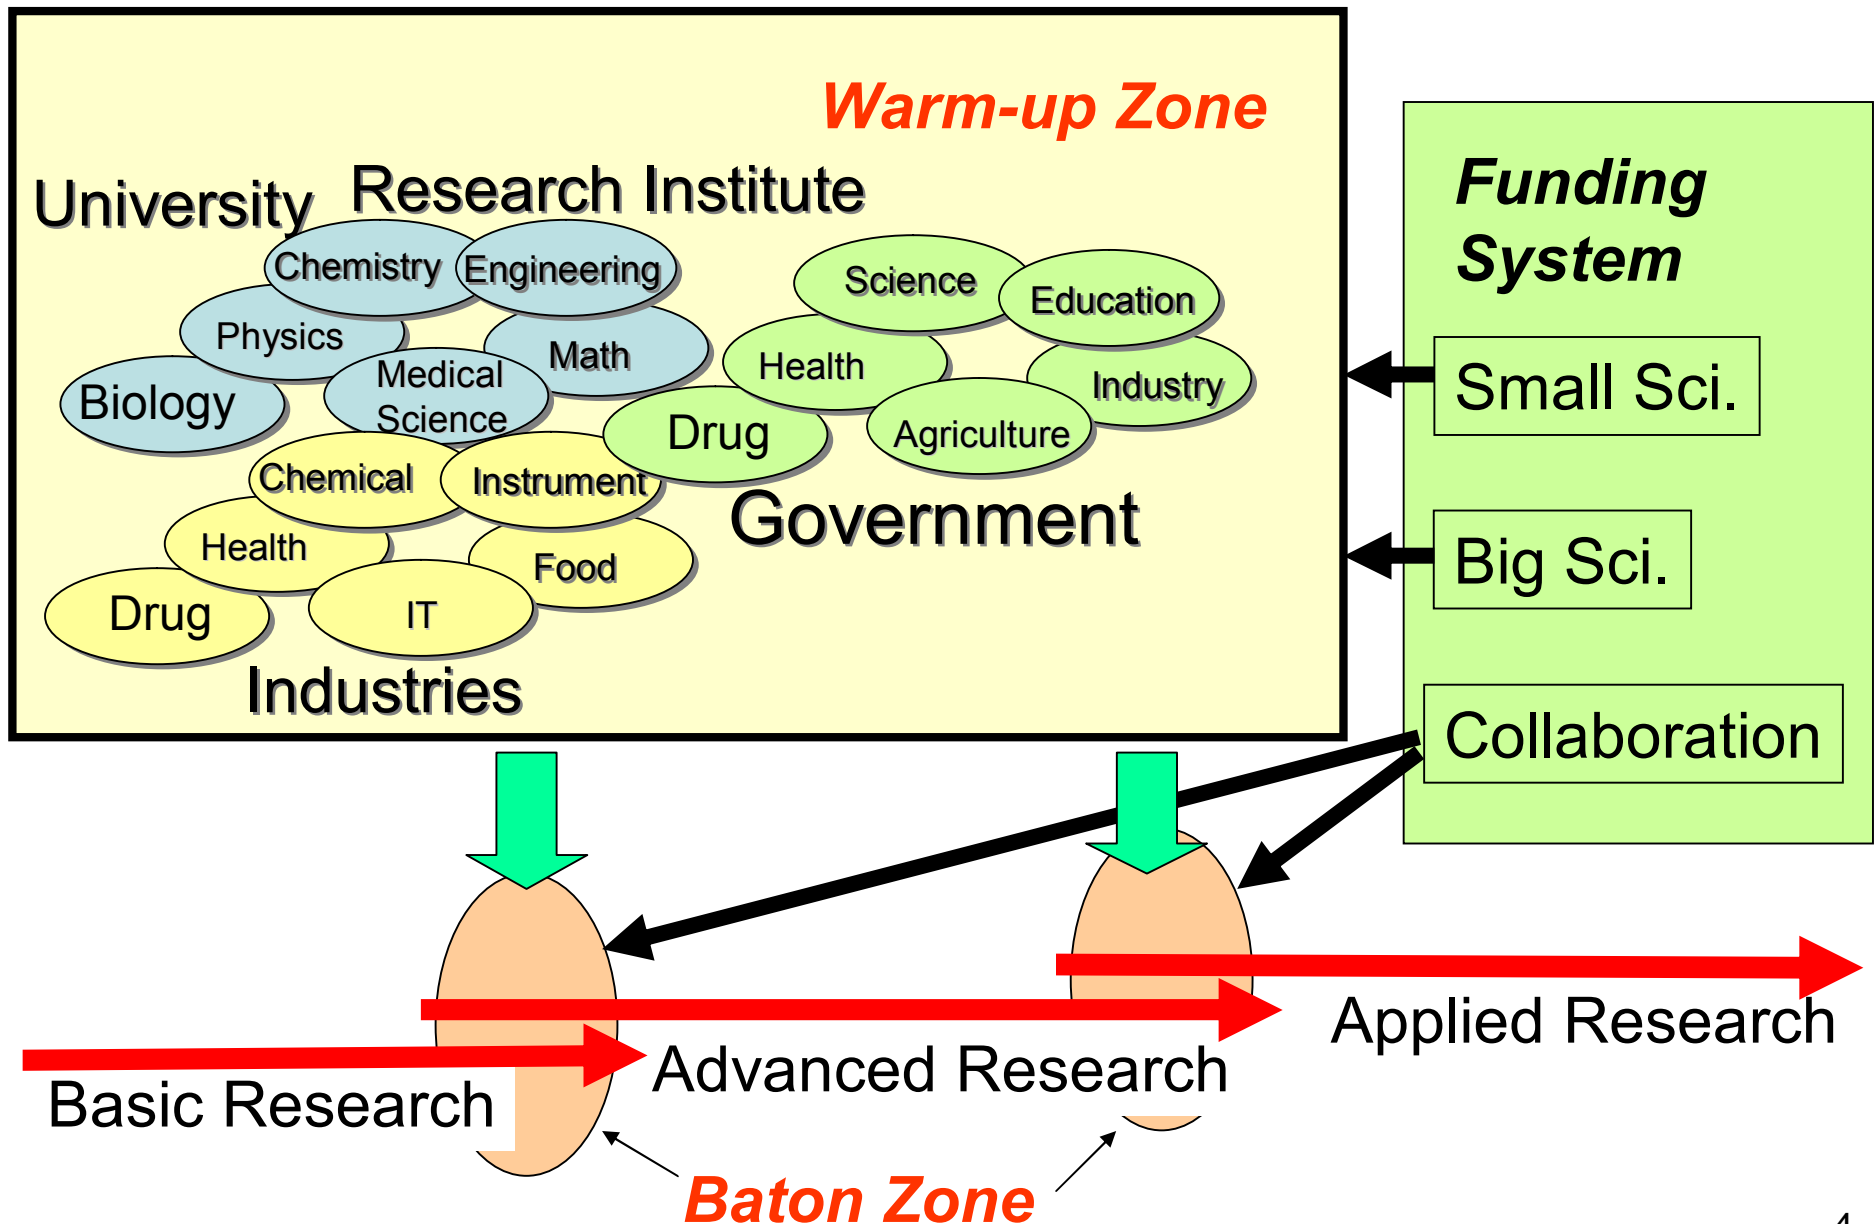 Warm-up Zone
University
Research Institute
Chemistry
Engineering
Physics
Math
Biology
Medical
Science
Science
Education
Health
Industry
Drug
Agriculture
Government
Chemical
Instrument
Health
Food
Drug
IT
Industries
Funding
System
Small Sci.
Big Sci.
Collaboration
Basic Research
Advanced Research
Applied Research
Baton Zone
4